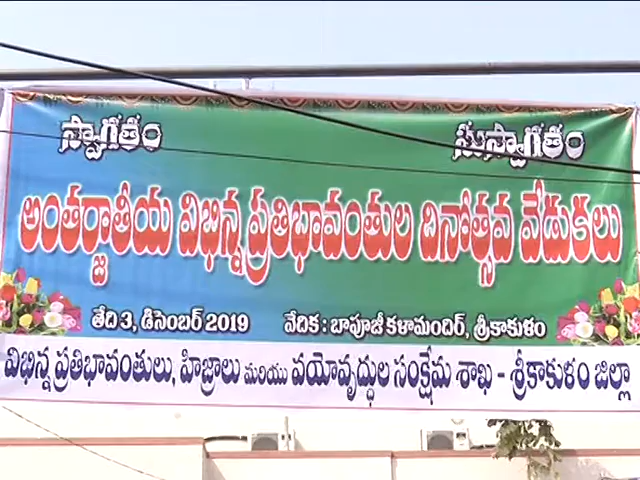 స్వాగతం సుస్వాగతం
అంతర్జాతీయ విభిన్న ప్రతిభావంతుల దినోత్సవ వేడుకలు
తేది 3, డిసెంబర్ 2019 వేదిక : బాపూజీ కళామందిర్, శ్రీకాకుళం
విభిన్న ప్రతిభావంతులు, హిజ్రాలు మరియు వయోవృద్ధుల సంక్షేమ శాఖ - శ్రీకాకుళం జిల్లా